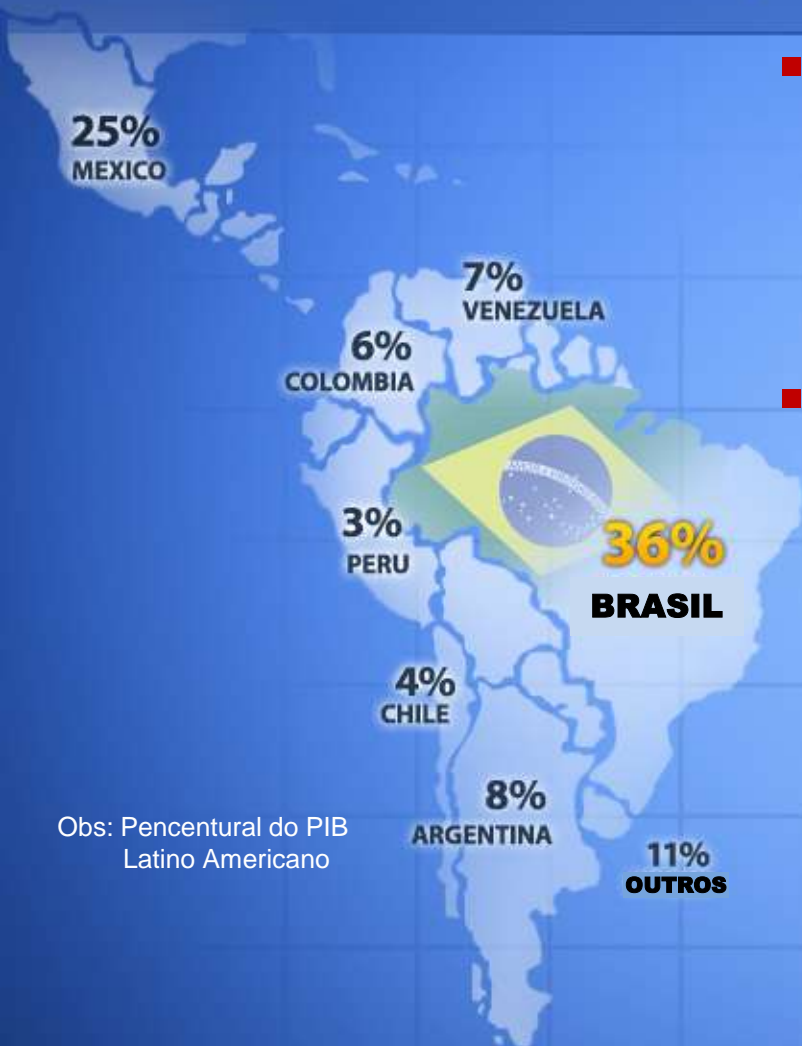 25%
MEXICO
7%
VENEZUELA
6%
COLOMBIA
3%
PERU
36%
BRASIL
4%
CHILE
8%
ARGENTINA
Obs: Pencentural do PIB
Latino Americano
11%
OUTROS